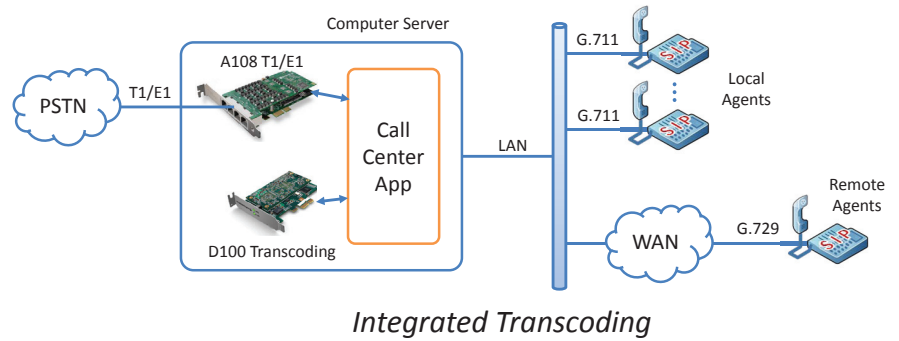 Computer Server
A108 T1/E1
PSTN
T1/E1
Call
Center
App
D100 Transcoding
LAN
G.711
S.I.P
Local
Agents
G.711
S.I.P
WAN
G.729
Remote
Agents
S.I.P
Integrated Transcoding